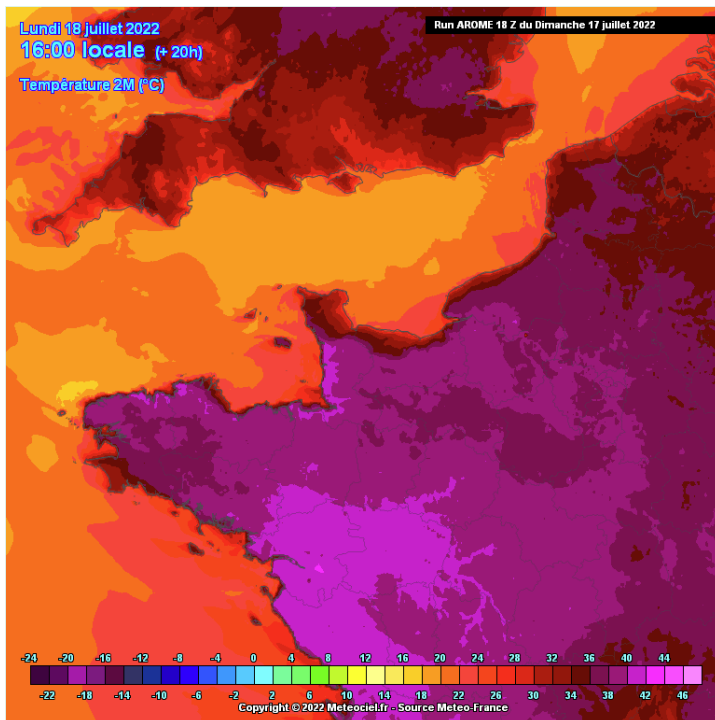 Lundi 18 juillet 2022
Run AROME 18 Z du Dimanche 17 juillet 2022
16:00 locale (+ 20h)
Température 2M (°C)
-24 -20 -16 -12 -8 -4 0 4 8 12 16 20 24 28 32 36 40 44
-22 -18 -14 -10 -6 -2 2 6 10 14 18 22 26 30 34 38 42 46
Copyright © 2022 Meteociel.fr - Source Meteo-France